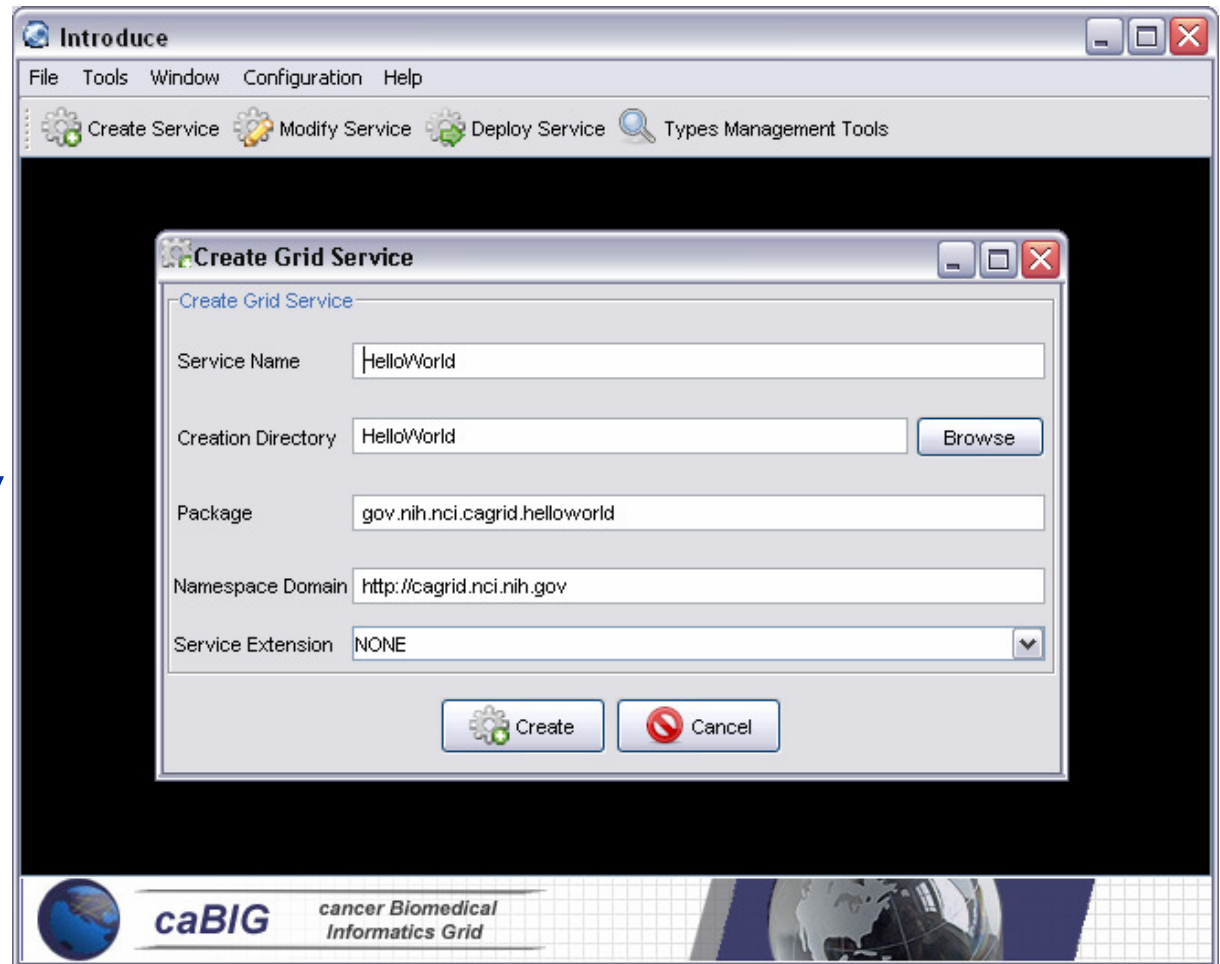 Introduce
File Tools Window Configuration Help
Create Service Modify Service Deploy Service Types Management Tools
Create Grid Service
Create Grid Service
Service Name HelloWorld
Creation Directory HelloWorld Browse
Package gov.nih.nci.cagrid.helloworld
Namespace Domain http://cagrid.nci.nih.gov
Service Extension NONE
Create Cancel
caBIG cancer Biomedical
Informatics Grid